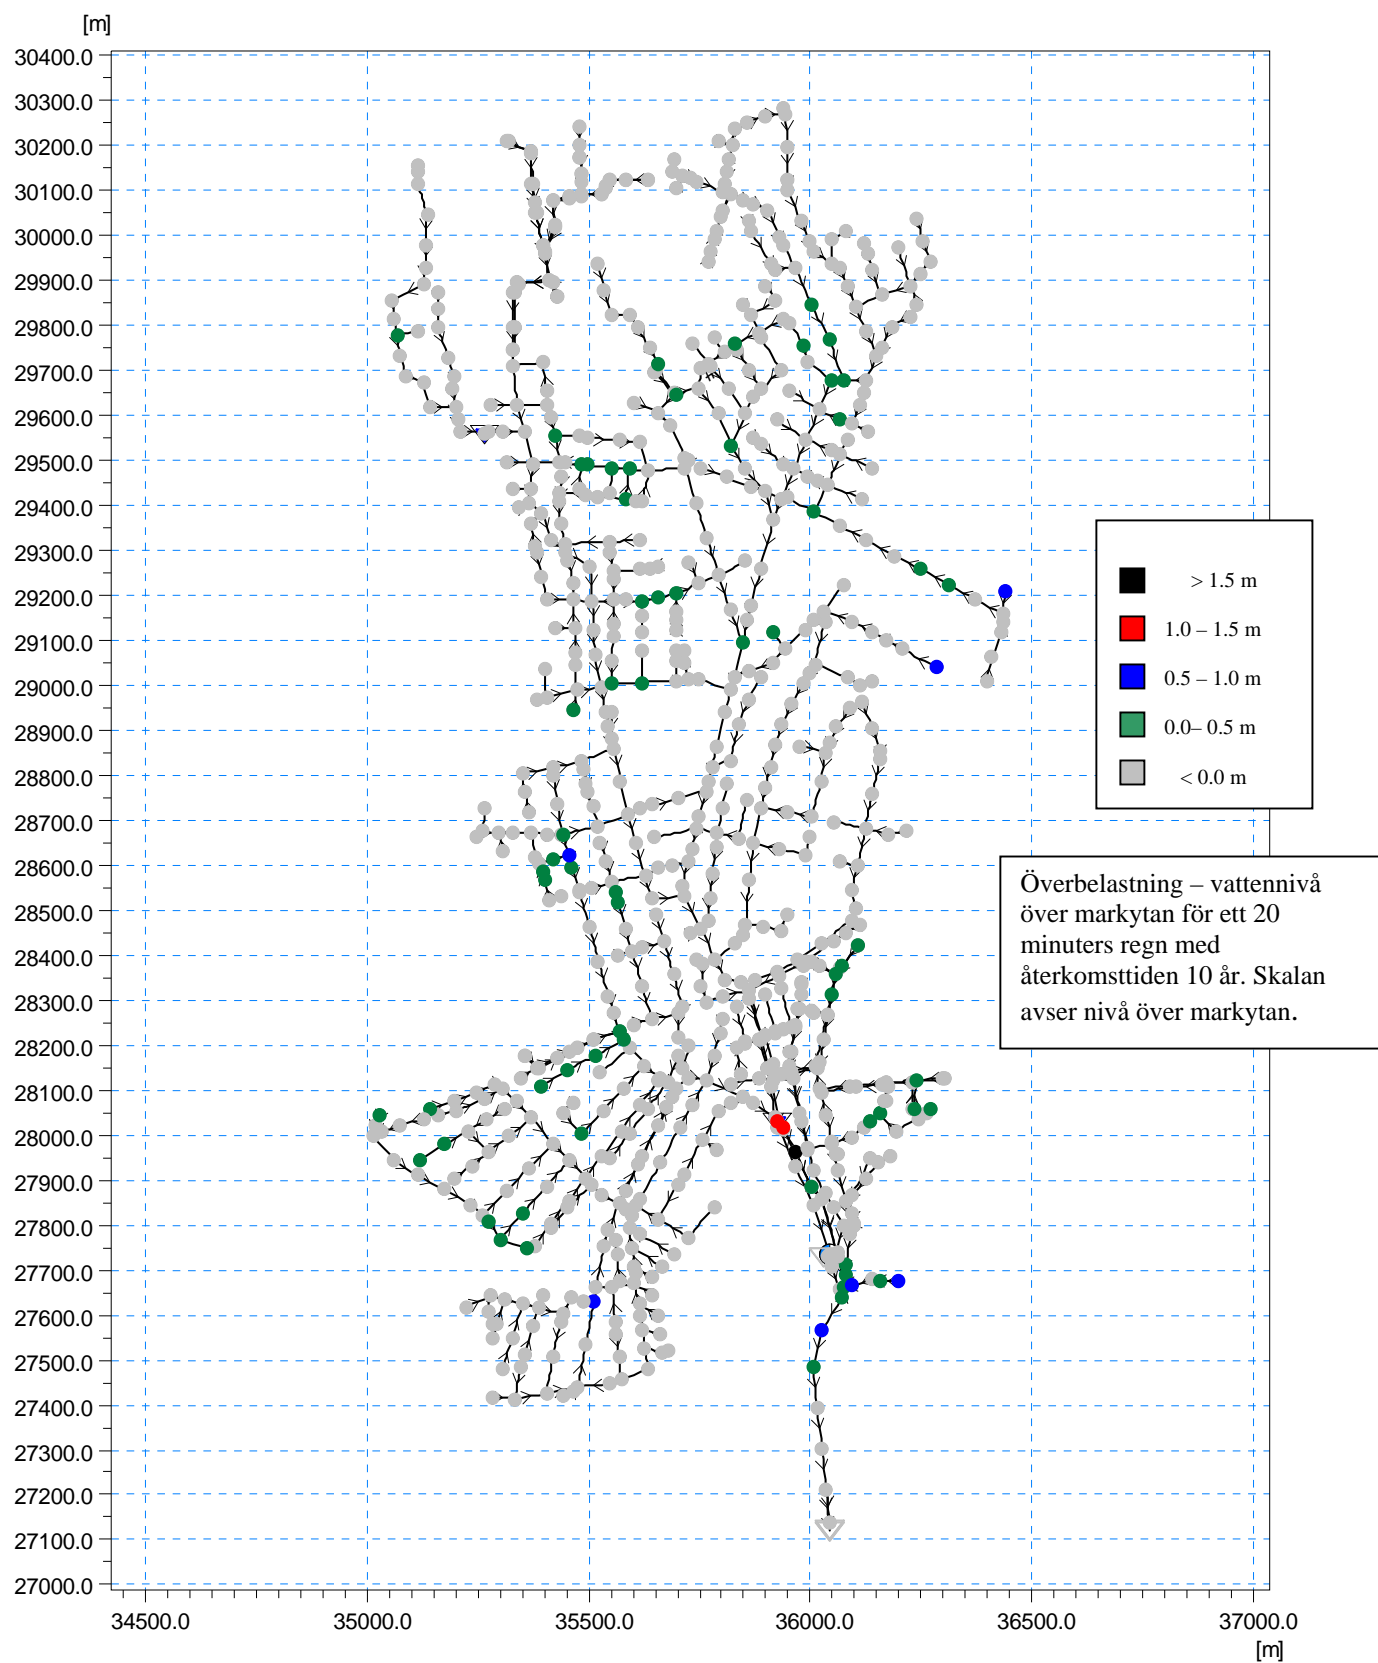 [m]
30400.0
30300.0
30200.0
30100.0
30000.0
29900.0
29800.0
29700.0
29600.0
29500.0
29400.0
29300.0
29200.0
29100.0
29000.0
28900.0
28800.0
28700.0
28600.0
28500.0
28400.0
28300.0
28200.0
28100.0
28000.0
27900.0
27800.0
27700.0
27600.0
27500.0
27400.0
27300.0
27200.0
27100.0
27000.0
> 1.5 m
1.0 – 1.5 m
0.5 – 1.0 m
0.0– 0.5 m
< 0.0 m
Överbelastning – vattennivå
över markytan för ett 20
minuters regn med
återkomsttiden 10 år. Skalan
avser nivå över markytan.
34500.0 35000.0 35500.0 36000.0 36500.0 37000.0
[m]